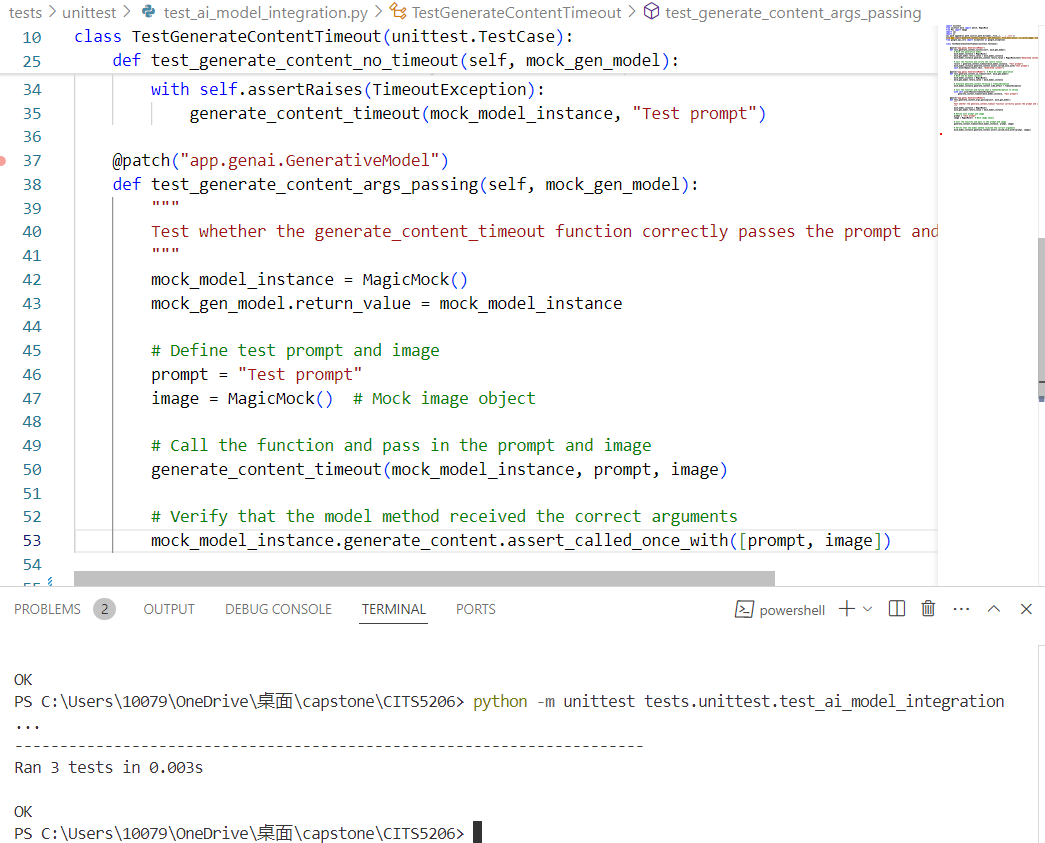 tests > unittest > test_ai_model_integration.py > TestGenerateContentTimeout > test_generate_content_args_passing
10 class TestGenerateContentTimeout(unittest.TestCase):
25 def test_generate_content_no_timeout(self, mock_gen_model):
34 with self.assertRaises(TimeoutException):
35 generate_content_timeout(mock_model_instance, "Test prompt")
36
37 @patch("app.genai.GenerativeModel")
38 def test_generate_content_args_passing(self, mock_gen_model):
39 """
40 Test whether the generate_content_timeout function correctly passes the prompt and
41 """
42 mock_model_instance = MagicMock()
43 mock_gen_model.return_value = mock_model_instance
44
45 # Define test prompt and image
46 prompt = "Test prompt"
47 image = MagicMock()  # Mock image object
48
49 # Call the function and pass in the prompt and image
50 generate_content_timeout(mock_model_instance, prompt, image)
51
52 # Verify that the model method received the correct arguments
53 mock_model_instance.generate_content.assert_called_once_with([prompt, image])
54
PROBLEMS 2 OUTPUT DEBUG CONSOLE TERMINAL PORTS powershell
OK
PS C:\Users\10079\OneDrive\桌面\capstone\CITS5206> python -m unittest tests.unittest.test_ai_model_integration
...
----------------------------------------------------------------------
Ran 3 tests in 0.003s
OK
PS C:\Users\10079\OneDrive\桌面\capstone\CITS5206>